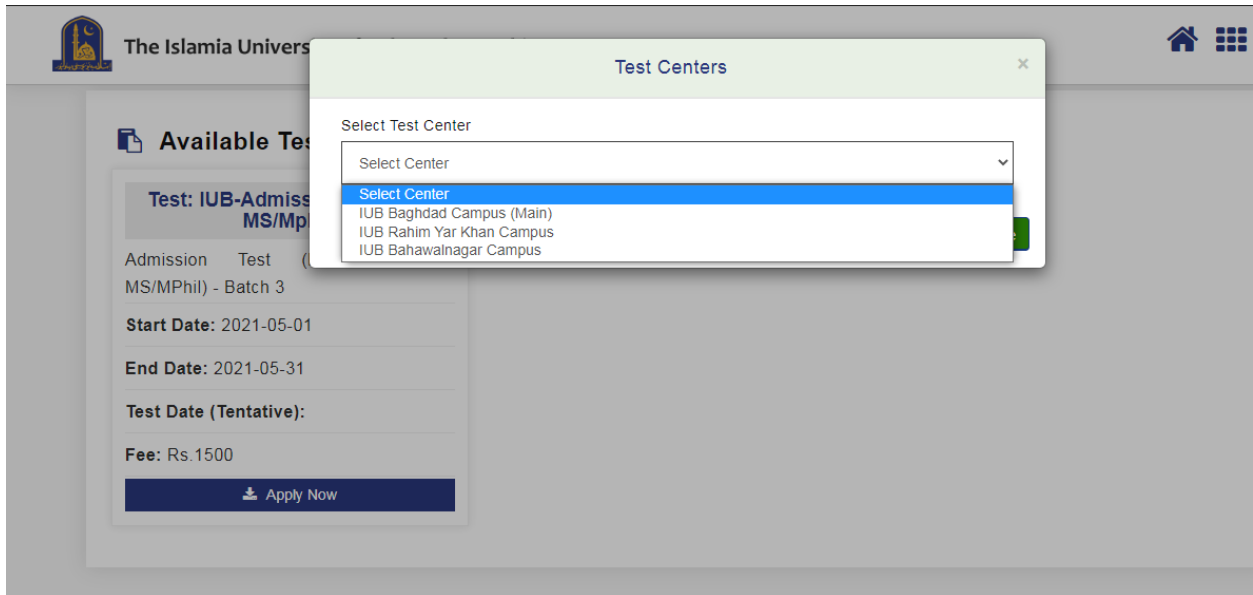 The Islamia Univers
Test Centers
×
Select Test Center
Select Center
Select Center
IUB Baghdad Campus (Main)
IUB Rahim Yar Khan Campus
IUB Bahawalnagar Campus
Available Tes
Test: IUB-Admiss
MS/Mp
Admission Test (
MS/MPhil) - Batch 3
Start Date: 2021-05-01
End Date: 2021-05-31
Test Date (Tentative):
Fee: Rs.1500
Apply Now